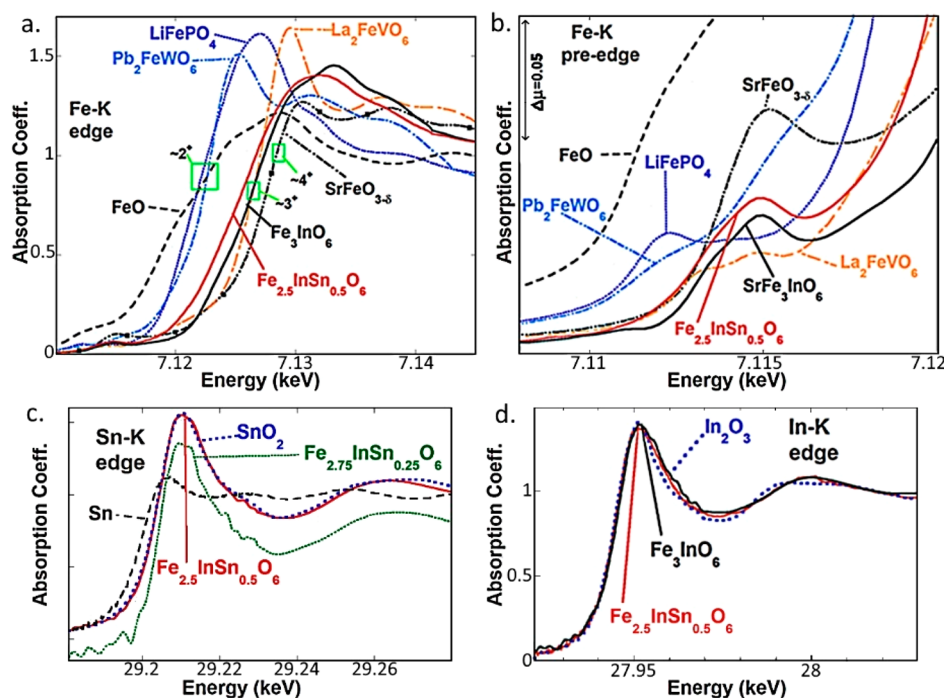 a.
Fe-K
edge
LiFePO4
Pb2FeWO6
La2FeVO6
~2+
~4+
~3+
FeO
SrFeO3-δ
Fe3InO6
Fe2.5InSn0.5O6
Absorption Coeff.
0
0.5
1
1.5
7.12
7.13
7.14
Energy (keV)
b.
Fe-K
pre-edge
Δμ=0.05
SrFeO3-δ
FeO
LiFePO4
Pb2FeWO6
La2FeVO6
SrFe3InO6
Fe2.5InSn0.5O6
Absorption Coeff.
7.111
7.115
7.12
Energy (keV)
c.
Sn-K
edge
SnO2
Fe2.75InSn0.25O6
Sn
Fe2.5InSn0.5O6
Absorption Coeff.
29.2
29.22
29.24
29.26
Energy (keV)
d.
In2O3
In-K
edge
Fe3InO6
Fe2.5InSn0.5O6
Absorption Coeff.
0
0.5
1
27.95
28
Energy (keV)